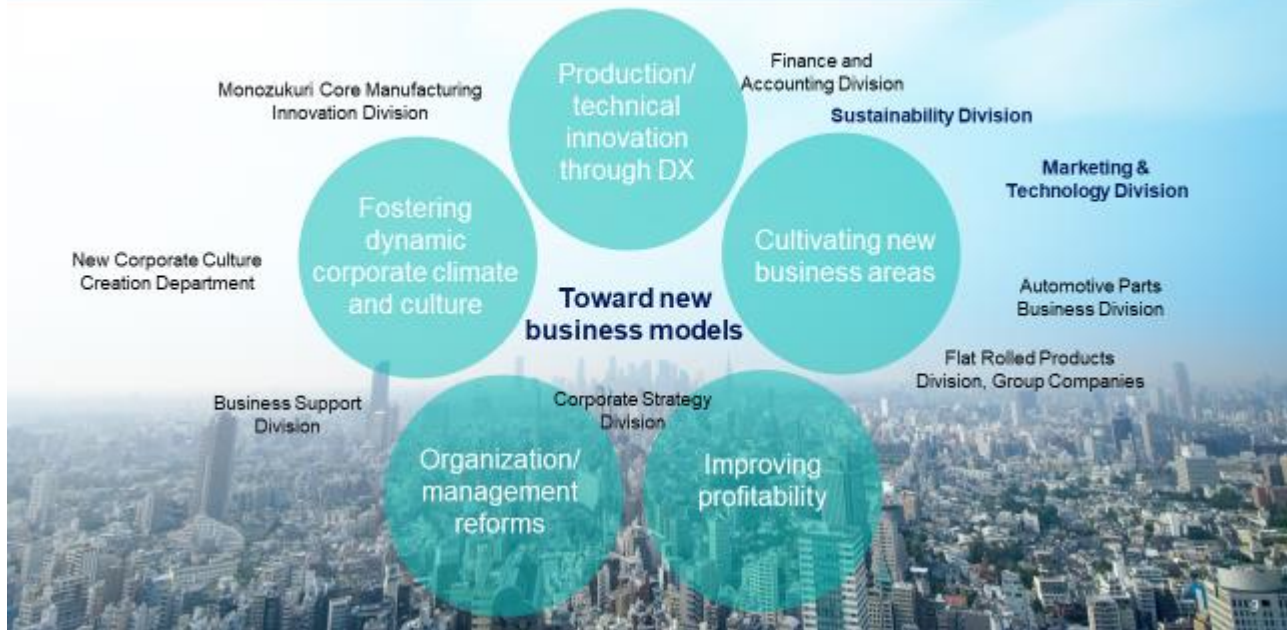 Production/
technical
innovation
through DX
Finance and
Accounting Division
Monozukuri Core Manufacturing
Innovation Division
Sustainability Division
Marketing &
Technology Division
Fostering
dynamic
corporate climate
and culture
Cultivating new
business areas
New Corporate Culture
Creation Department
Toward new
business models
Automotive Parts
Business Division
Flat Rolled Products
Division, Group Companies
Business Support
Division
Corporate Strategy
Division
Organization/
management
reforms
Improving
profitability